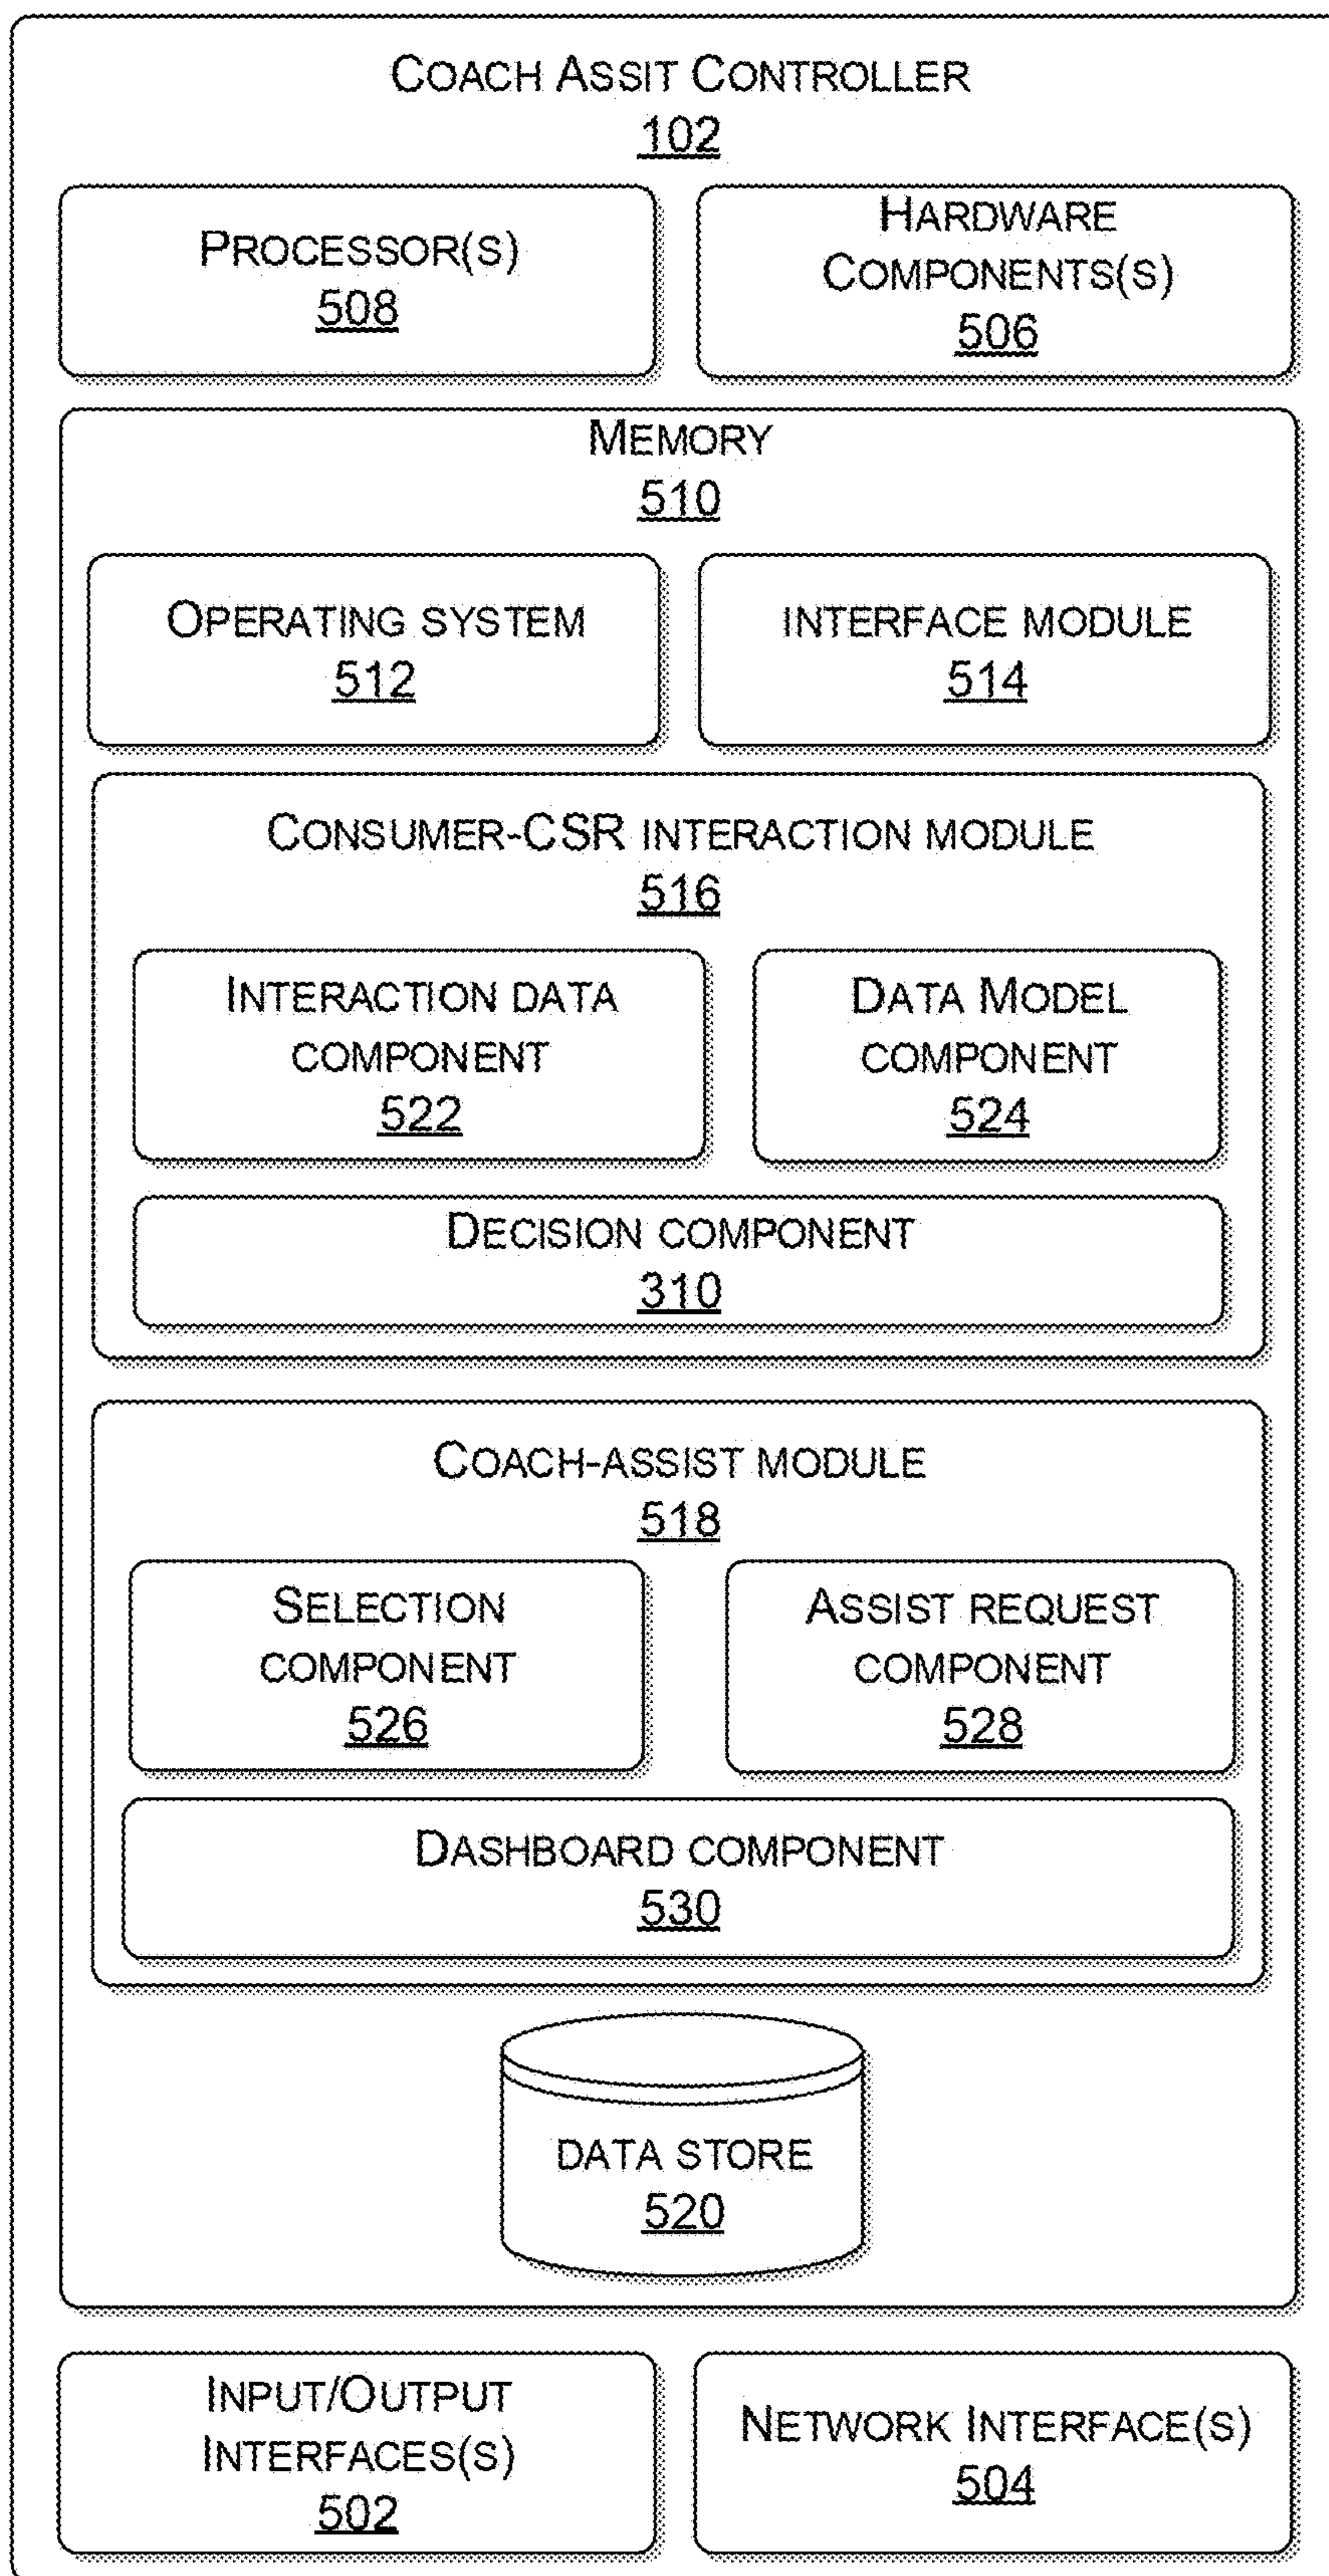 COACH ASSIT CONTROLLER
102
PROCESSOR(S)
508
HARDWARE
COMPONENTS(S)
506
MEMORY
510
OPERATING SYSTEM
512
INTERFACE MODULE
514
CONSUMER-CSR INTERACTION MODULE
516
INTERACTION DATA
COMPONENT
522
DATA MODEL
COMPONENT
524
DECISION COMPONENT
310
COACH-ASSIST MODULE
518
SELECTION
COMPONENT
526
ASSIST REQUEST
COMPONENT
528
DASHBOARD COMPONENT
530
DATA STORE
520
INPUT/OUTPUT
INTERFACES(S)
502
NETWORK INTERFACE(S)
504